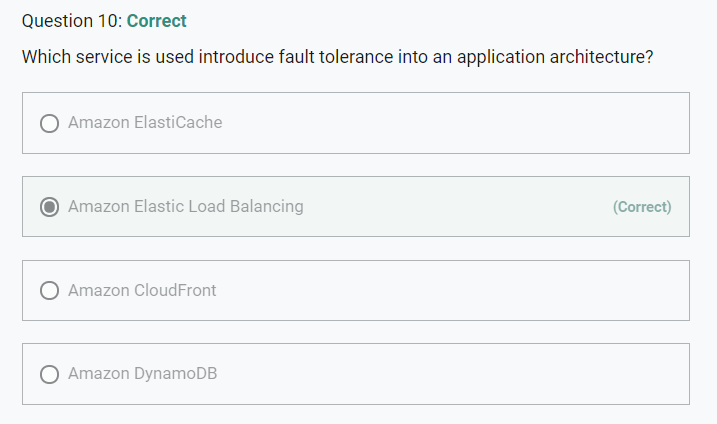 Question 10: Correct
Which service is used introduce fault tolerance into an application architecture?
Amazon ElastiCache
Amazon Elastic Load Balancing (Correct)
Amazon CloudFront
Amazon DynamoDB